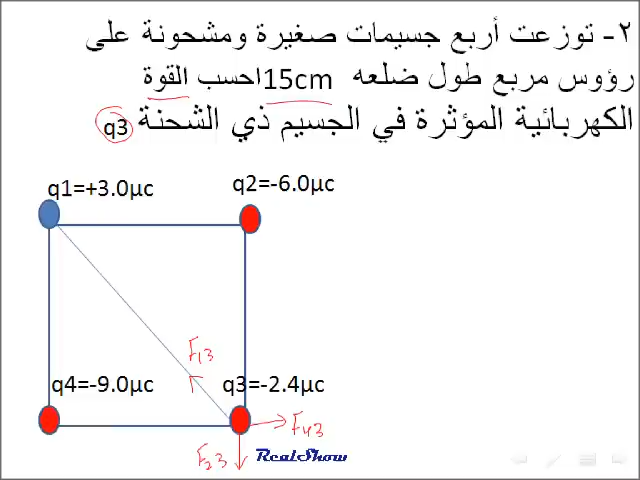 ٢- توزعت أربع جسيمات صغيرة ومشحونة على
رؤوس مربع طول ضلعه 15cm احسب القوة
الكهربائية المؤثرة في الجسيم ذي الشحنة q3
q1=+3.0µc
q2=-6.0µc
F13
q4=-9.0µc
q3=-2.4µc
F43
F23
RealShow